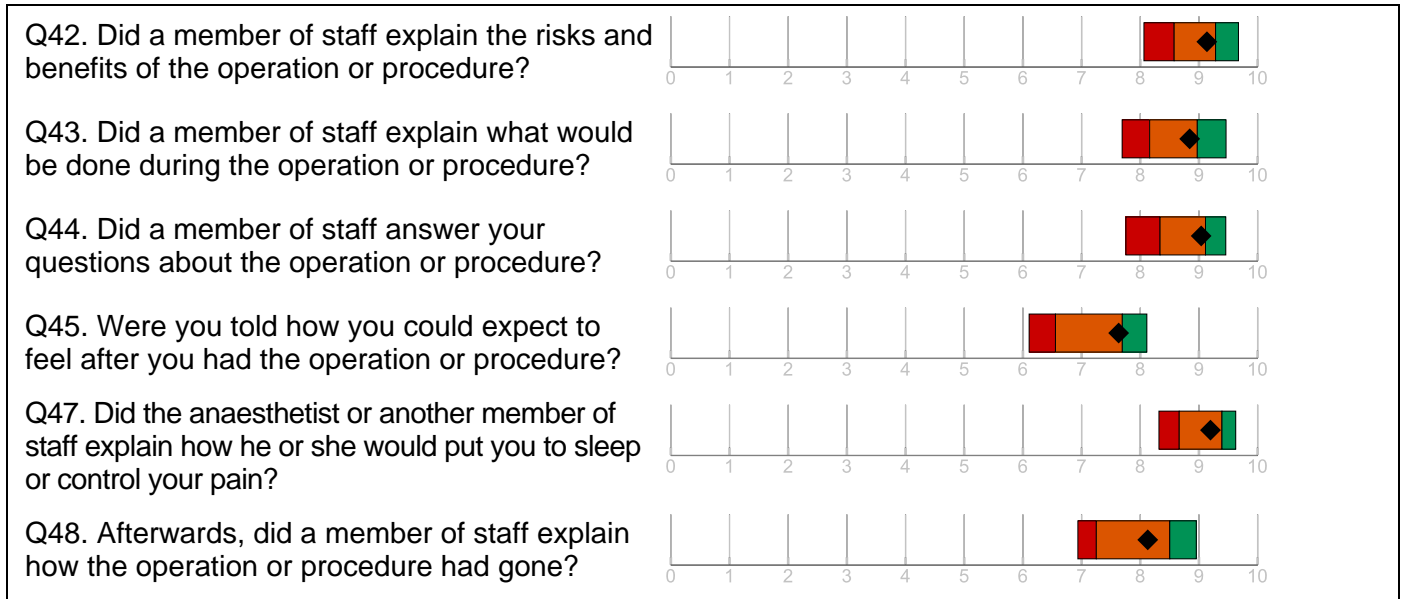 Q42. Did a member of staff explain the risks and
benefits of the operation or procedure?
0 1 2 3 4 5 6 7 8 9 10
Q43. Did a member of staff explain what would
be done during the operation or procedure?
0 1 2 3 4 5 6 7 8 9 10
Q44. Did a member of staff answer your
questions about the operation or procedure?
0 1 2 3 4 5 6 7 8 9 10
Q45. Were you told how you could expect to
feel after you had the operation or procedure?
0 1 2 3 4 5 6 7 8 9 10
Q47. Did the anaesthetist or another member of
staff explain how he or she would put you to sleep
or control your pain?
0 1 2 3 4 5 6 7 8 9 10
Q48. Afterwards, did a member of staff explain
how the operation or procedure had gone?
0 1 2 3 4 5 6 7 8 9 10